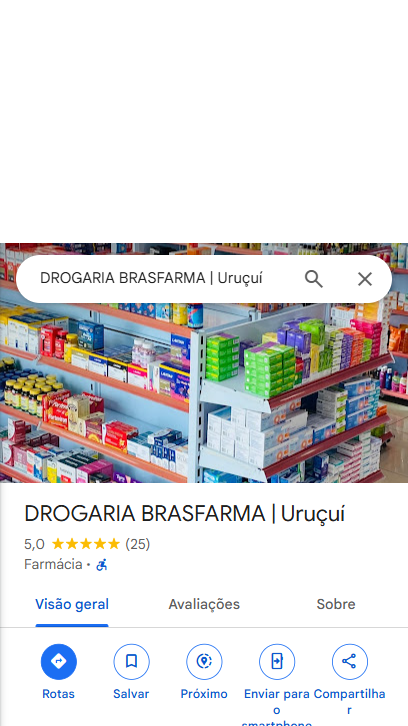 DROGARIA BRASFARMA | Uruçuí
DROGARIA BRASFARMA | Uruçuí
5,0 (25)
Farmácia •
Visão geral Avaliações Sobre
Rotas Salvar Próximo Enviar para o smartphone Compartilhar